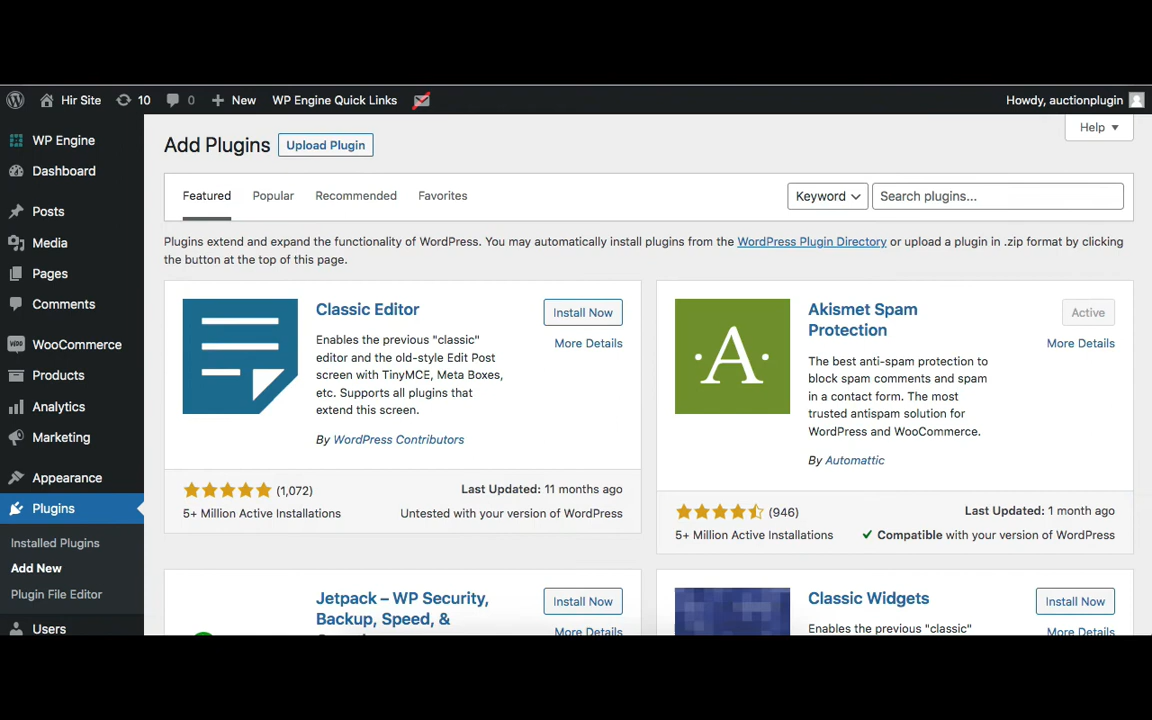 Hir Site 10 0 New WP Engine Quick Links Howdy, auctionplugin
WP Engine
Dashboard
Posts
Media
Pages
Comments
WooCommerce
Products
Analytics
Marketing
Appearance
Plugins
Installed Plugins
Add New
Plugin File Editor
Users
Help
Add Plugins Upload Plugin
Featured Popular Recommended Favorites Keyword Search plugins...
Plugins extend and expand the functionality of WordPress. You may automatically install plugins from the WordPress Plugin Directory or upload a plugin in .zip format by clicking
the button at the top of this page.
Classic Editor
Install Now
More Details
Enables the previous "classic"
editor and the old-style Edit Post
screen with TinyMCE, Meta Boxes,
etc. Supports all plugins that
extend this screen.
By WordPress Contributors
(1,072)
Last Updated: 11 months ago
5+ Million Active Installations
Untested with your version of WordPress
A
Akismet Spam
Protection
Active
More Details
The best anti-spam protection to
block spam comments and spam
in a contact form. The most
trusted antispam solution for
WordPress and WooCommerce.
By Automattic
(946)
Last Updated: 1 month ago
5+ Million Active Installations
Compatible with your version of WordPress
Jetpack – WP Security,
Backup, Speed, &
Install Now
More Details
Classic Widgets
Install Now
More Details
Enables the previous "classic"